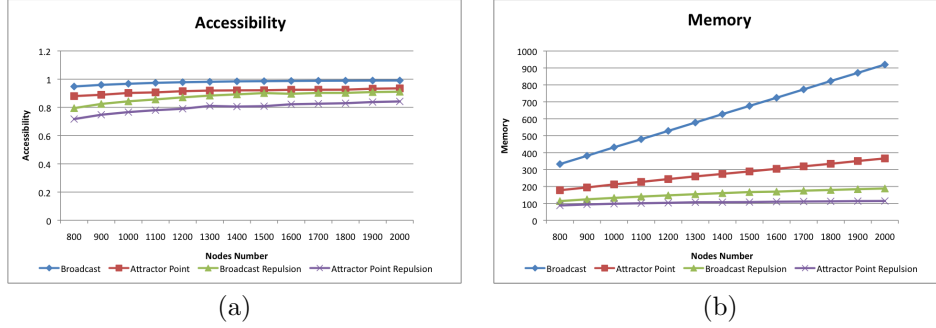 Accessibility
1.2
1
0.8
0.6
0.4
0.2
0
Accessibility
800 900 1000 1100 1200 1300 1400 1500 1600 1700 1800 1900 2000
Nodes Number
Broadcast Attractor Point Broadcast Repulsion Attractor Point Repulsion
(a)
Memory
1000
900
800
700
600
500
400
300
200
100
0
Memory
800 900 1000 1100 1200 1300 1400 1500 1600 1700 1800 1900 2000
Nodes Number
Broadcast Attractor Point Broadcast Repulsion Attractor Point Repulsion
(b)